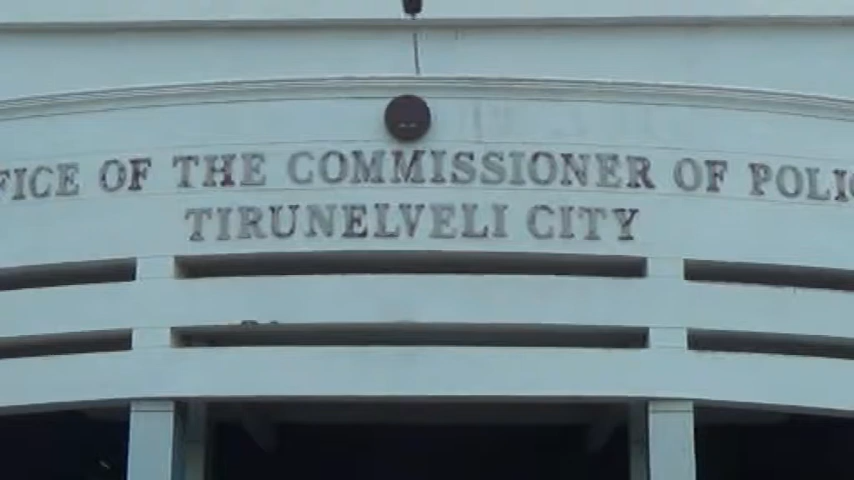 FICE OF THE COMMISSIONER OF POLIC
TIRUNELVELI CITY